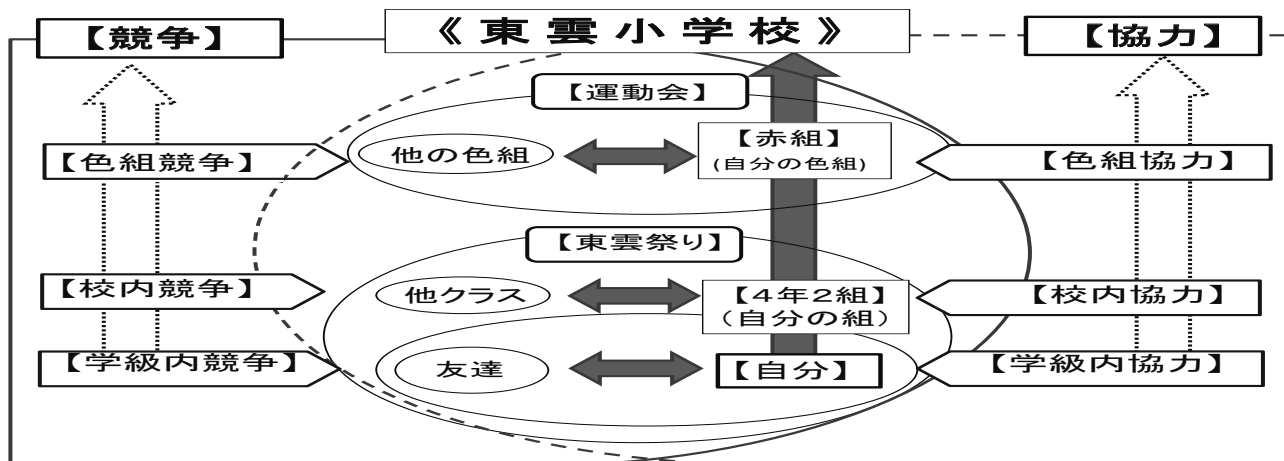 【競争】
《東雲小学校》
【協力】
【運動会】
【色組競争】
他の色組
【赤組】
(自分の色組)
【色組協力】
【東雲祭り】
【校内競争】
他クラス
【４年２組】
（自分の組）
【校内協力】
【学級内競争】
友達
【自分】
【学級内協力】